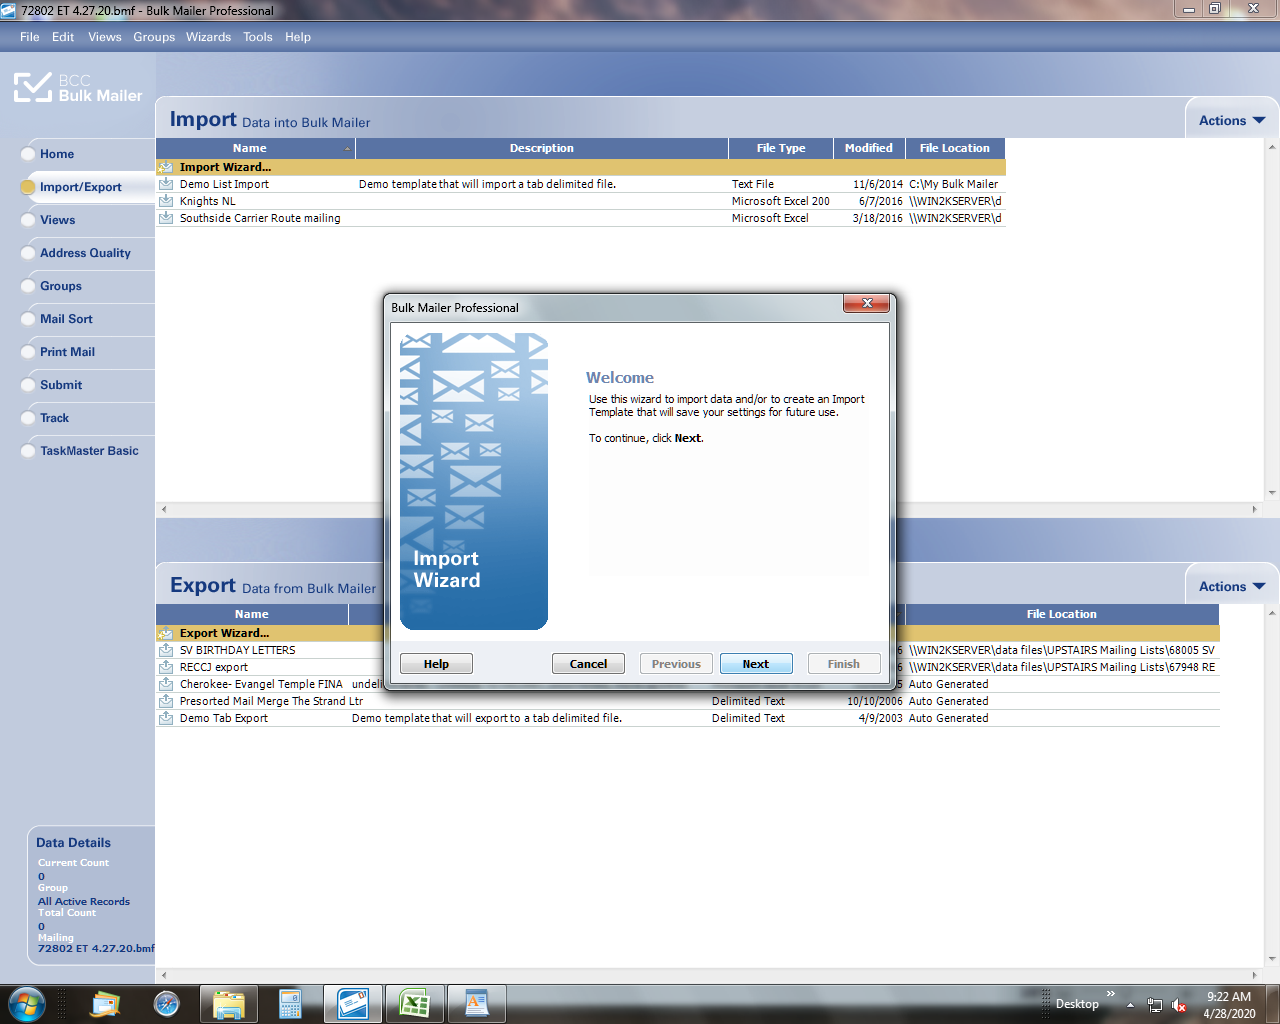 72802 ET 4.27.20.bmf - Bulk Mailer Professional
File Edit Views Groups Wizards Tools Help
BCC
Bulk Mailer
Home
Import/Export
Views
Address Quality
Groups
Mail Sort
Print Mail
Submit
Track
TaskMaster Basic
Import Data into Bulk Mailer
Actions
Name Description File Type Modified File Location
Import Wizard...
Demo List Import Demo template that will import a tab delimited file. Text File 11/6/2014 C:\My Bulk Mailer
Knights NL Microsoft Excel 200 6/7/2016 \\WIN2KSERVER\d
Southside Carrier Route mailing Microsoft Excel 3/18/2016 \\WIN2KSERVER\d
Bulk Mailer Professional
Import
Wizard
Welcome
Use this wizard to import data and/or to create an Import
Template that will save your settings for future use.
To continue, click Next.
Help Cancel Previous Next Finish
Export Data from Bulk Mailer
Actions
Name File Location
Export Wizard...
SV BIRTHDAY LETTERS 6 \\WIN2KSERVER\data files\UPSTAIRS Mailing Lists\68005 SV
RECCJ export 6 \\WIN2KSERVER\data files\UPSTAIRS Mailing Lists\67948 RE
Cherokee- Evangel Temple FINA undeli 5 Auto Generated
Presorted Mail Merge The Strand Ltr Delimited Text 10/10/2006 Auto Generated
Demo Tab Export Demo template that will export to a tab delimited file. Delimited Text 4/9/2003 Auto Generated
Data Details
Current Count
0
Group
All Active Records
Total Count
0
Mailing
72802 ET 4.27.20.bmf
Desktop
9:22 AM
4/28/2020